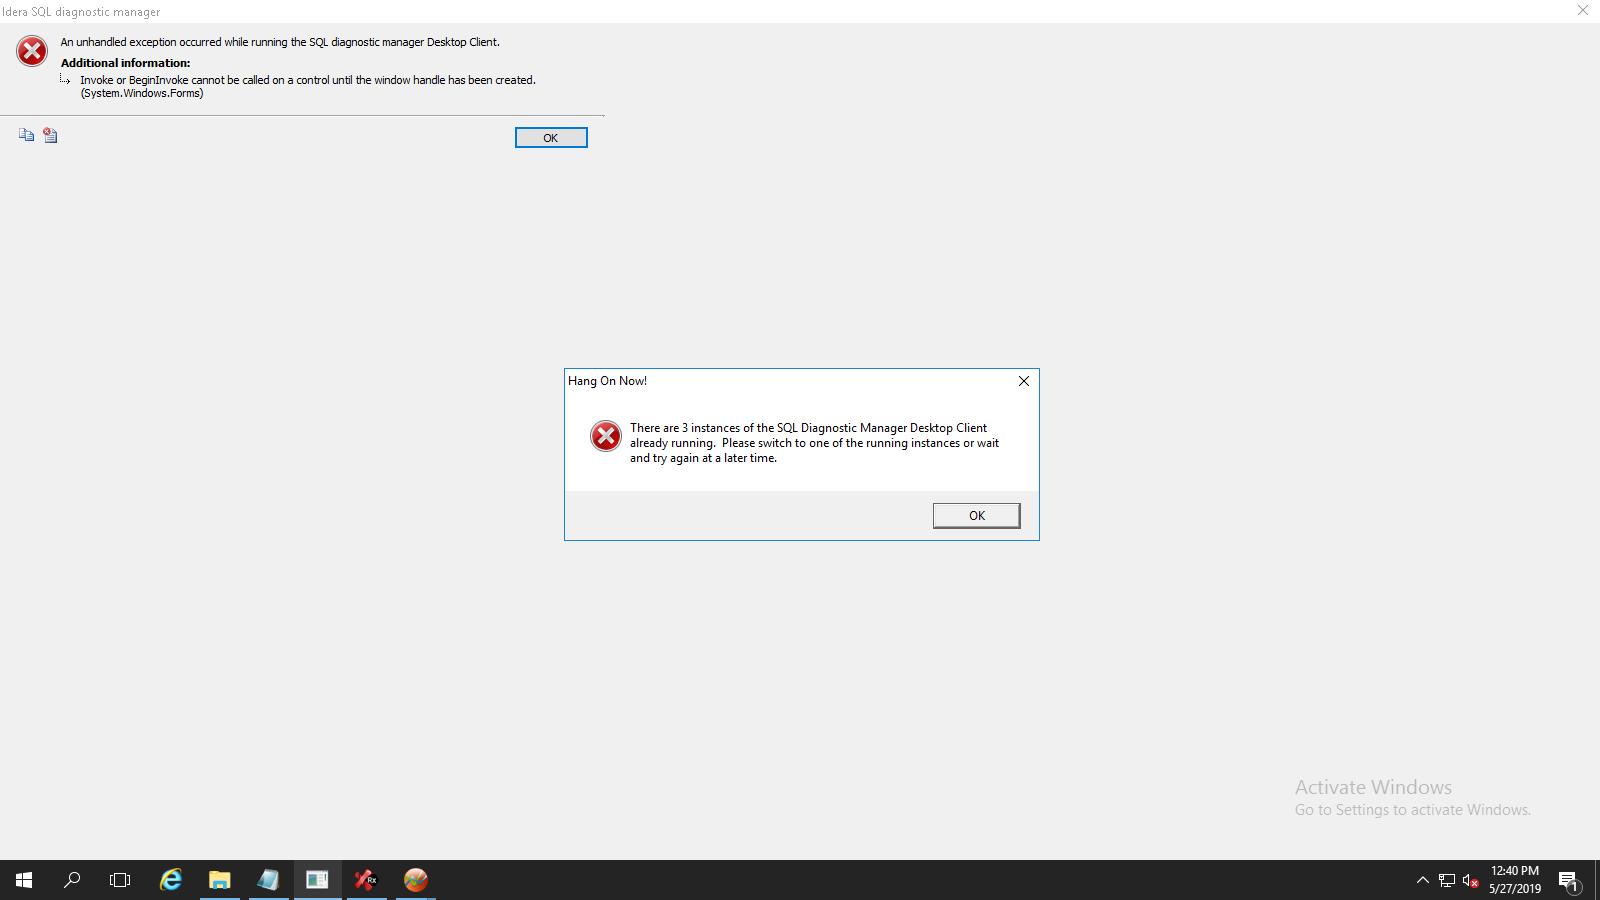 Idera SQL diagnostic manager
An unhandled exception occurred while running the SQL diagnostic manager Desktop Client.
Additional information:
Invoke or BeginInvoke cannot be called on a control until the window handle has been created.
(System.Windows.Forms)
OK
Hang On Now!
There are 3 instances of the SQL Diagnostic Manager Desktop Client
already running.  Please switch to one of the running instances or wait
and try again at a later time.
OK
Activate Windows
Go to Settings to activate Windows.
Rx
12:40 PM
5/27/2019
1